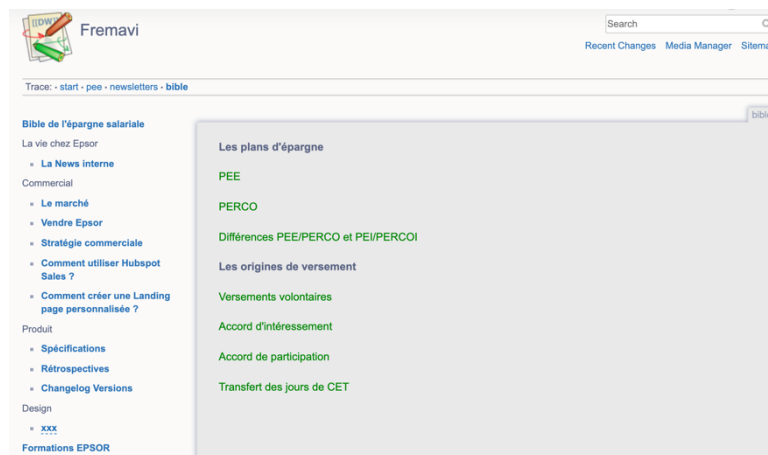 [[DW
Fremavi
Search
Recent Changes Media Manager Sitema
Trace: • start • pee • newsletters • bible
bible
Bible de l'épargne salariale
La vie chez Epsor
La News interne
Commercial
Le marché
Vendre Epsor
Stratégie commerciale
Comment utiliser Hubspot
Sales ?
Comment créer une Landing
page personnalisée ?
Produit
Spécifications
Rétrospectives
Changelog Versions
Design
xxx
Formations EPSOR
Les plans d'épargne
PEE
PERCO
Différences PEE/PERCO et PEI/PERCOI
Les origines de versement
Versements volontaires
Accord d'intéressement
Accord de participation
Transfert des jours de CET